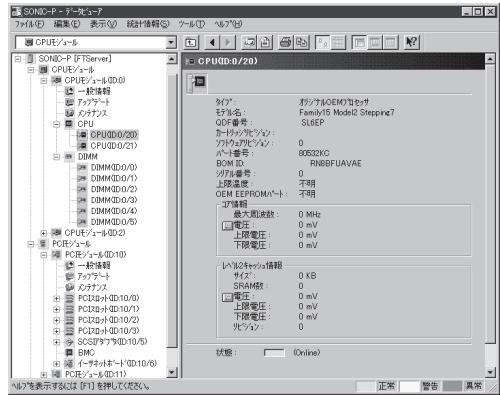 SONIC-P - ﾃﾞｰﾀﾋﾞｭｰｱ
ファイル(F) 編集(E) 表示(V) 統計情報(S) ツール(T) ヘルプ(H)
CPUﾓｼﾞｭｰﾙ
SONIC-P [FTServer]
CPUﾓｼﾞｭｰﾙ
CPUﾓｼﾞｭｰﾙ(ID:0)
一般情報
ｱｯﾌﾟﾃﾞｰﾄ
ﾒﾝﾃﾅﾝｽ
CPU
CPU(ID:0/20)
CPU(ID:0/21)
DIMM
DIMM(ID:0/0)
DIMM(ID:0/1)
DIMM(ID:0/2)
DIMM(ID:0/3)
DIMM(ID:0/4)
DIMM(ID:0/5)
CPUﾓｼﾞｭｰﾙ(ID:2)
PCIﾓｼﾞｭｰﾙ
PCIﾓｼﾞｭｰﾙ(ID:10)
一般情報
ｱｯﾌﾟﾃﾞｰﾄ
ﾒﾝﾃﾅﾝｽ
PCIｽﾛｯﾄ(ID:10/0)
PCIｽﾛｯﾄ(ID:10/1)
PCIｽﾛｯﾄ(ID:10/2)
PCIｽﾛｯﾄ(ID:10/3)
SCSIｱﾀﾞﾌﾟﾀ(ID:10/5)
BMC
ｲｰｻﾈｯﾄﾎﾞｰﾄﾞ(ID:10/6)
PCIﾓｼﾞｭｰﾙ(ID:11)
CPU(ID:0/20)
ﾀｲﾌﾟ: ｵﾘｼﾞﾅﾙOEMﾌﾟﾛｾｯｻ
ﾓﾃﾞﾙ名: Family15 Model2 Stepping7
QDF番号: SL6EP
ｶｰﾄﾘｯｼﾞﾘﾋﾞｼﾞｮﾝ:
ｿﾌﾄｳｪｱﾘﾋﾞｼﾞｮﾝ: 0
ﾊﾟｰﾄ番号: 80532KC
BOM ID: RN8BFUAVAE
ｼﾘｱﾙ番号: 0
上限温度: 不明
OEM EEPROMﾊﾟｰﾄ: 不明
ｺｱ情報
最大周波数: 0 MHz
電圧: 0 mV
上限電圧: 0 mV
下限電圧: 0 mV
ﾚﾍﾞﾙ2ｷｬｯｼｭ情報
ｻｲｽﾞ: 0 KB
SRAM数: 0
電圧: 0 mV
上限電圧: 0 mV
下限電圧: 0 mV
ﾘﾋﾞｼﾞｮﾝ: 0
状態: (Online)
ﾍﾙﾌﾟを表示するには [F1] を押してください。
正常 警告 異常